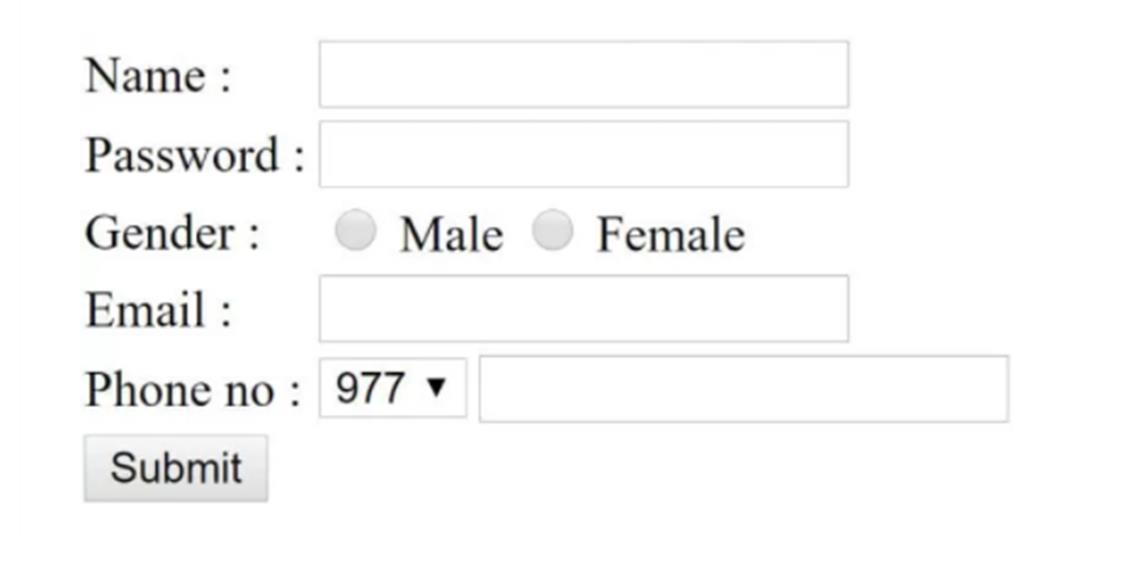 Name :
Password :
Gender : Male Female
Email :
Phone no : 977 ▼
Submit